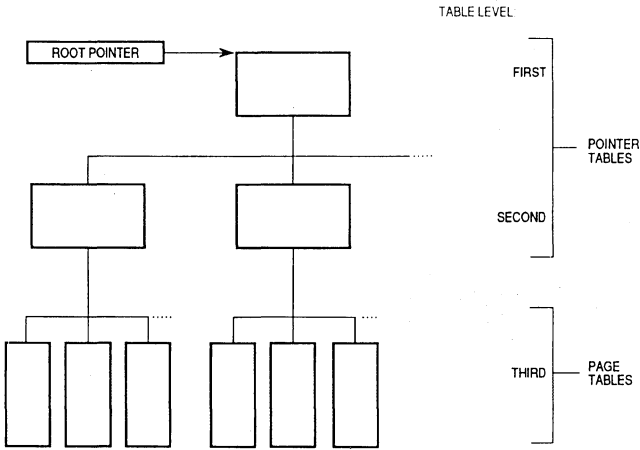 TABLE LEVEL:
ROOT POINTER
FIRST
POINTER
TABLES
SECOND
THIRD
PAGE
TABLES